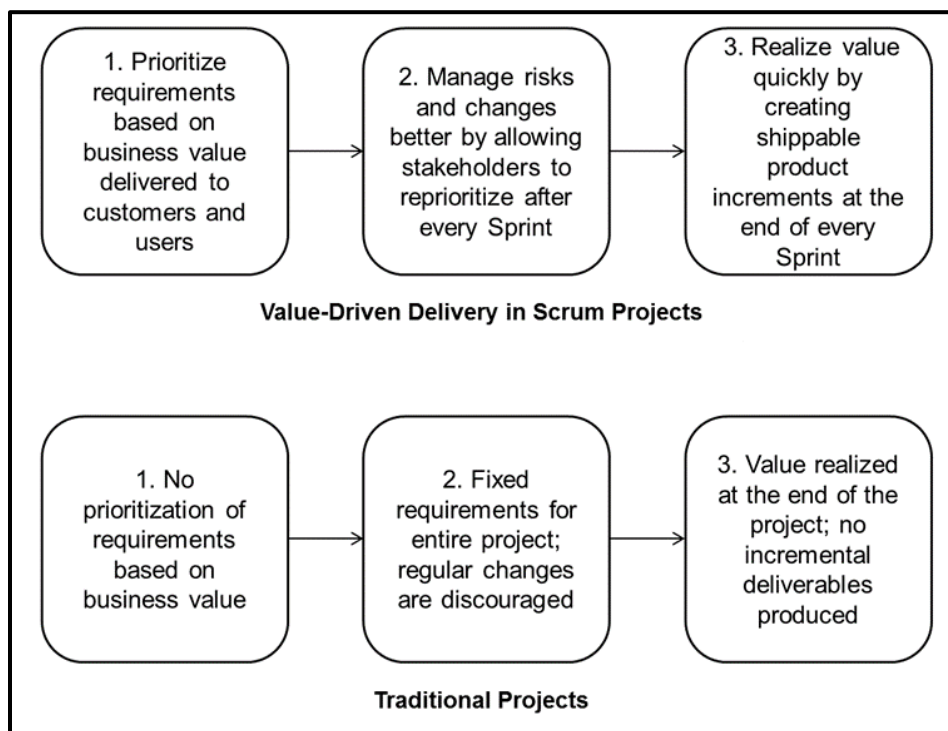 1. Prioritize
requirements
based on
business value
delivered to
customers and
users
2. Manage risks
and changes
better by allowing
stakeholders to
reprioritize after
every Sprint
3. Realize value
quickly by
creating
shippable
product
increments at the
end of every
Sprint
Value-Driven Delivery in Scrum Projects
1. No
prioritization of
requirements
based on
business value
2. Fixed
requirements for
entire project;
regular changes
are discouraged
3. Value realized
at the end of the
project; no
incremental
deliverables
produced
Traditional Projects